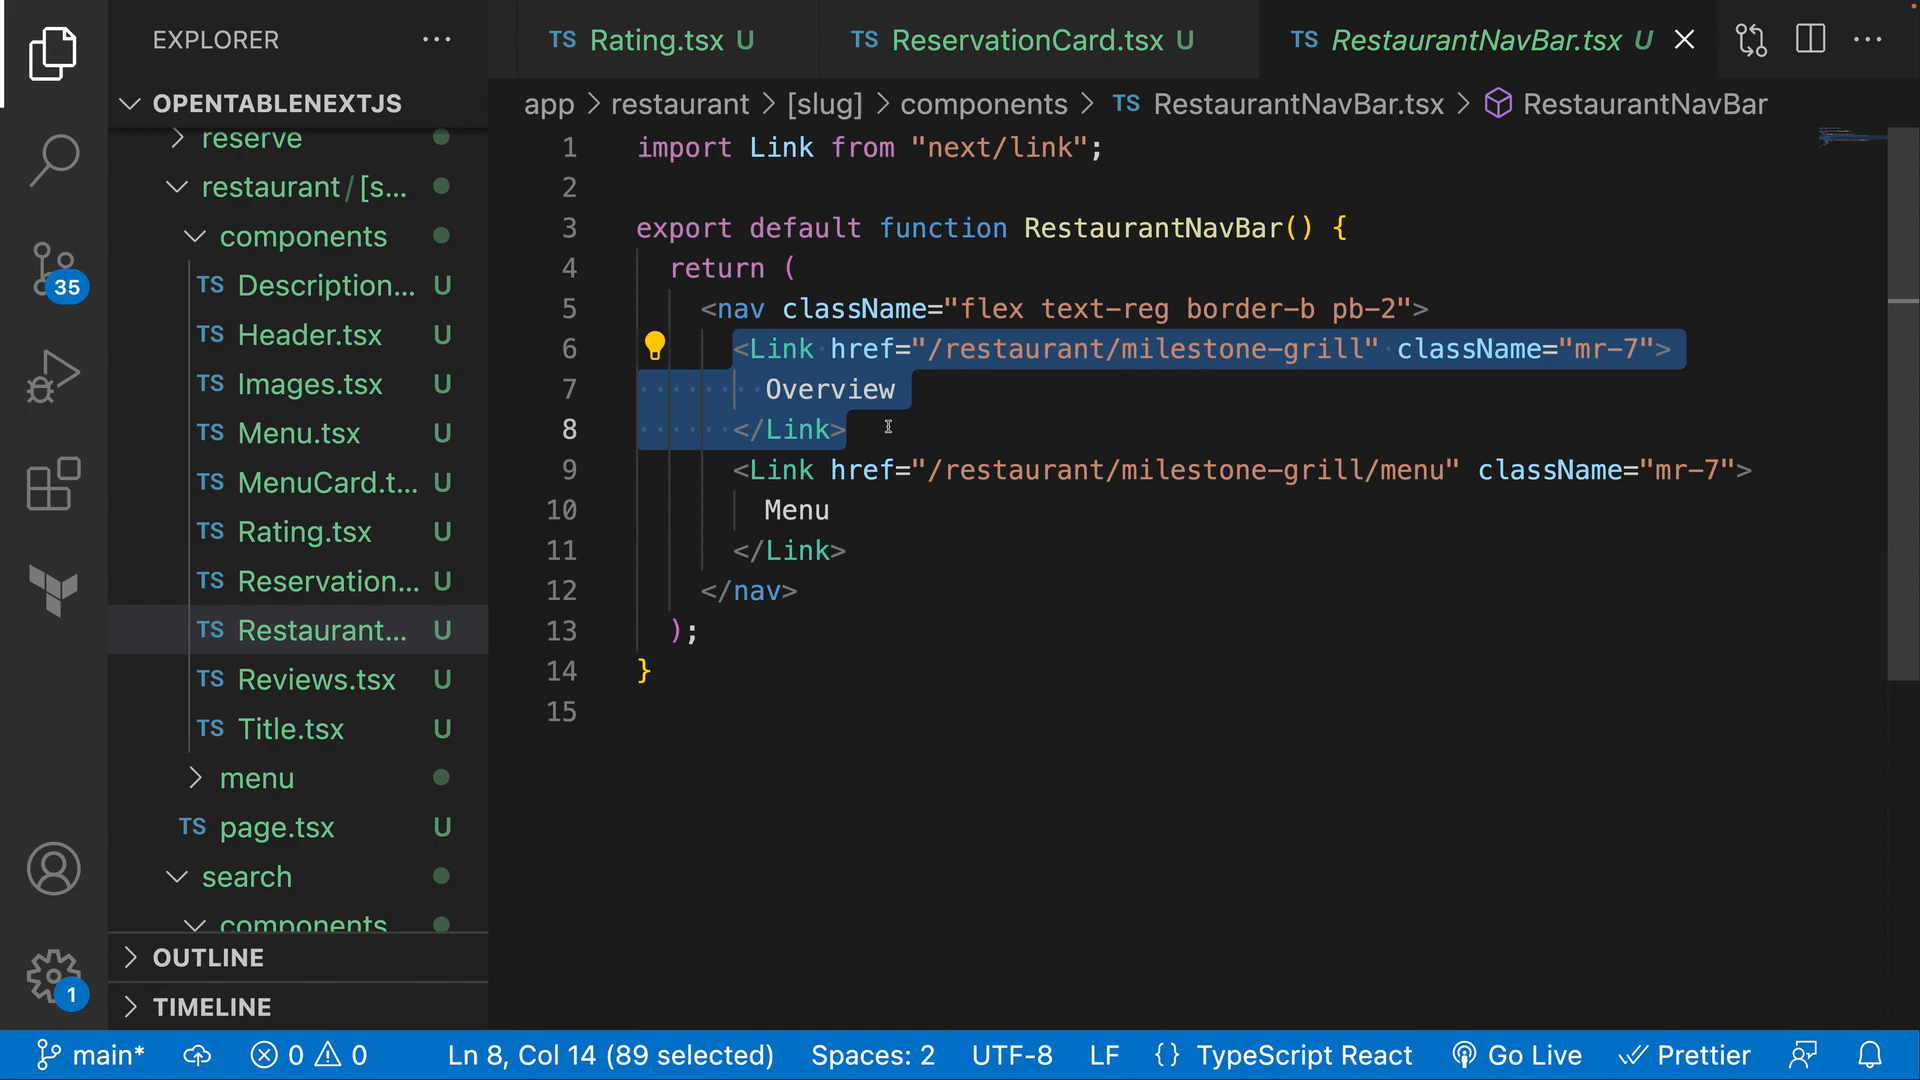 EXPLORER
OPENTABLENEXTJS
reserve
restaurant / [s...
components
TS Description... U
TS Header.tsx U
TS Images.tsx U
TS Menu.tsx U
TS MenuCard.t... U
TS Rating.tsx U
TS Reservation... U
TS Restaurant... U
TS Reviews.tsx U
TS Title.tsx U
menu
TS page.tsx U
search
components
OUTLINE
TIMELINE
35
1
TS Rating.tsx U TS ReservationCard.tsx U TS RestaurantNavBar.tsx U
app > restaurant > [slug] > components > TS RestaurantNavBar.tsx > RestaurantNavBar
1 import Link from "next/link";
2
3 export default function RestaurantNavBar() {
4 return (
5 <nav className="flex text-reg border-b pb-2">
6 <Link href="/restaurant/milestone-grill" className="mr-7">
7 Overview
8 </Link>
9 <Link href="/restaurant/milestone-grill/menu" className="mr-7">
10 Menu
11 </Link>
12 </nav>
13 );
14 }
15
main* 0 0 Ln 8, Col 14 (89 selected) Spaces: 2 UTF-8 LF {} TypeScript React Go Live Prettier